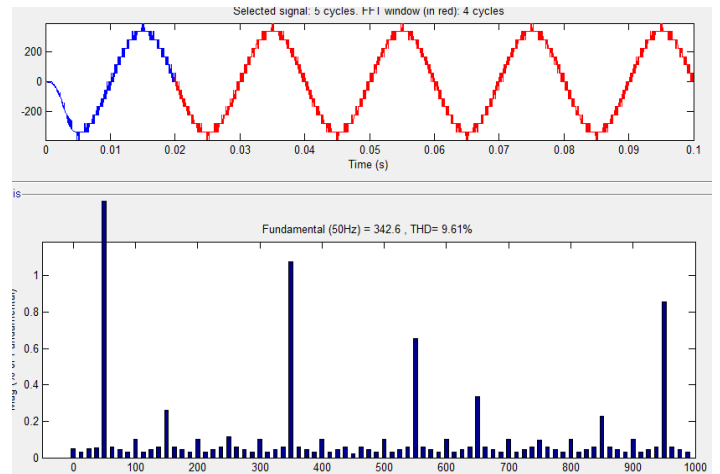 Selected signal: 5 cycles. FFT window (in red): 4 cycles
200
0
-200
0 0.01 0.02 0.03 0.04 0.05 0.06 0.07 0.08 0.09 0.1
Time (s)
is
Fundamental (50Hz) = 342.6 , THD= 9.61%
1
0.8
0.6
0.4
0.2
0
Mag (% of Fundamental)
0 100 200 300 400 500 600 700 800 900 1000